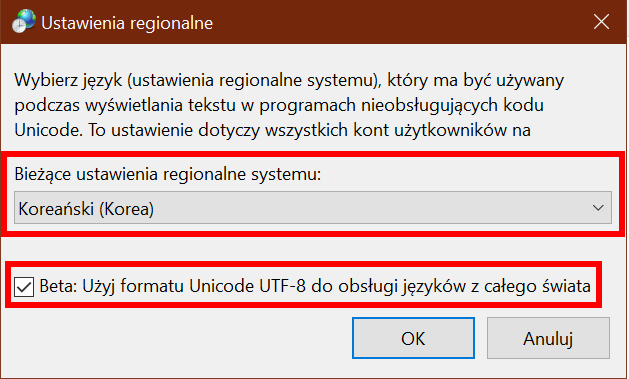 Ustawienia regionalne
Wybierz język (ustawienia regionalne systemu), który ma być używany
podczas wyświetlania tekstu w programach nieobsługujących kodu
Unicode. To ustawienie dotyczy wszystkich kont użytkowników na
Bieżące ustawienia regionalne systemu:
Koreański (Korea)
Beta: Użyj formatu Unicode UTF-8 do obsługi języków z całego świata
OK
Anuluj